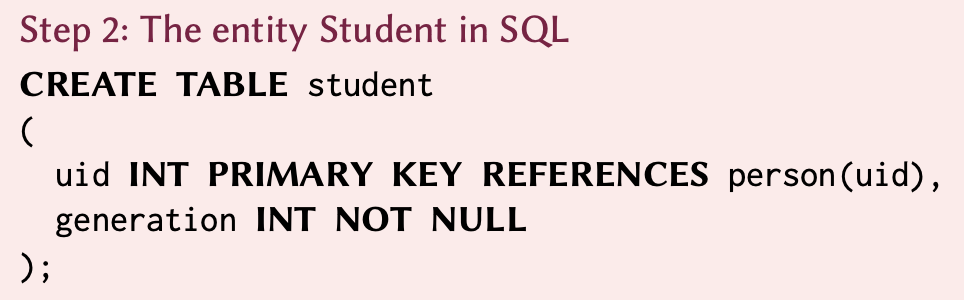 Step 2: The entity Student in SQL
CREATE TABLE student
(
uid INT PRIMARY KEY REFERENCES person(uid),
generation INT NOT NULL
);